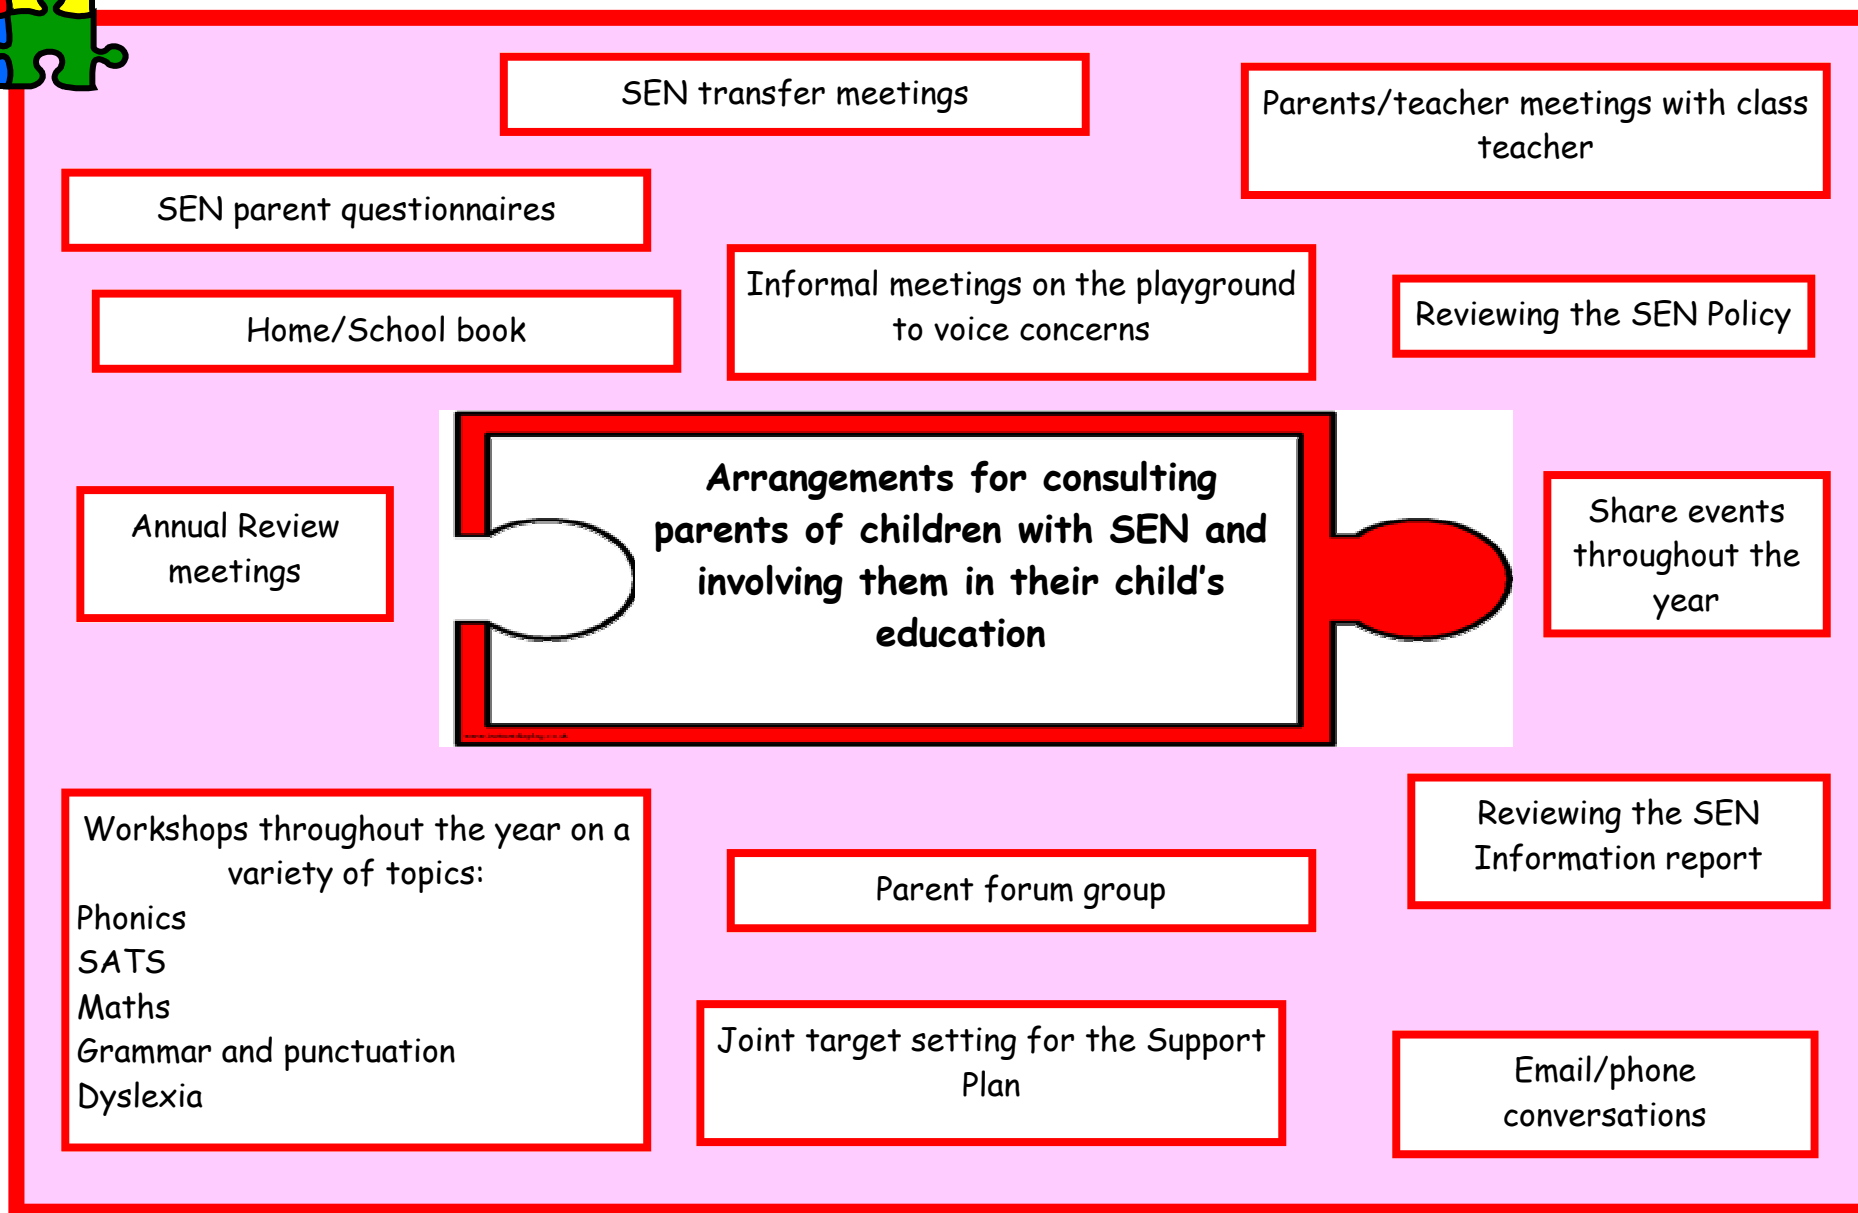 SEN transfer meetings
Parents/teacher meetings with class
teacher
SEN parent questionnaires
Informal meetings on the playground
to voice concerns
Reviewing the SEN Policy
Home/School book
Arrangements for consulting
parents of children with SEN and
involving them in their child's
education
Annual Review
meetings
Share events
throughout the
year
Workshops throughout the year on a
variety of topics:
Phonics
SATS
Maths
Grammar and punctuation
Dyslexia
Parent forum group
Reviewing the SEN
Information report
Joint target setting for the Support
Plan
Email/phone
conversations